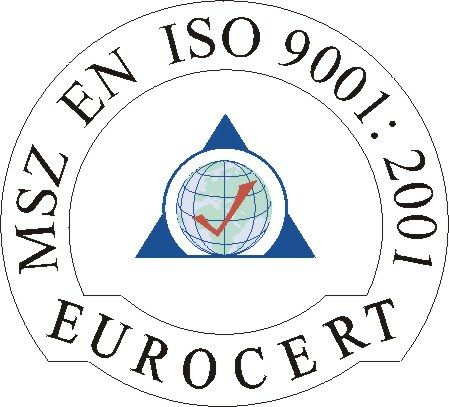 MSZ EN ISO 9001: 2001
EUROCERT